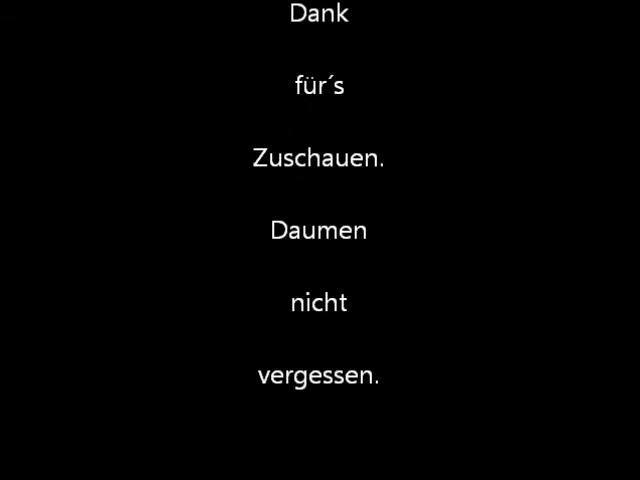 Dank
für´s
Zuschauen.
Daumen
nicht
vergessen.